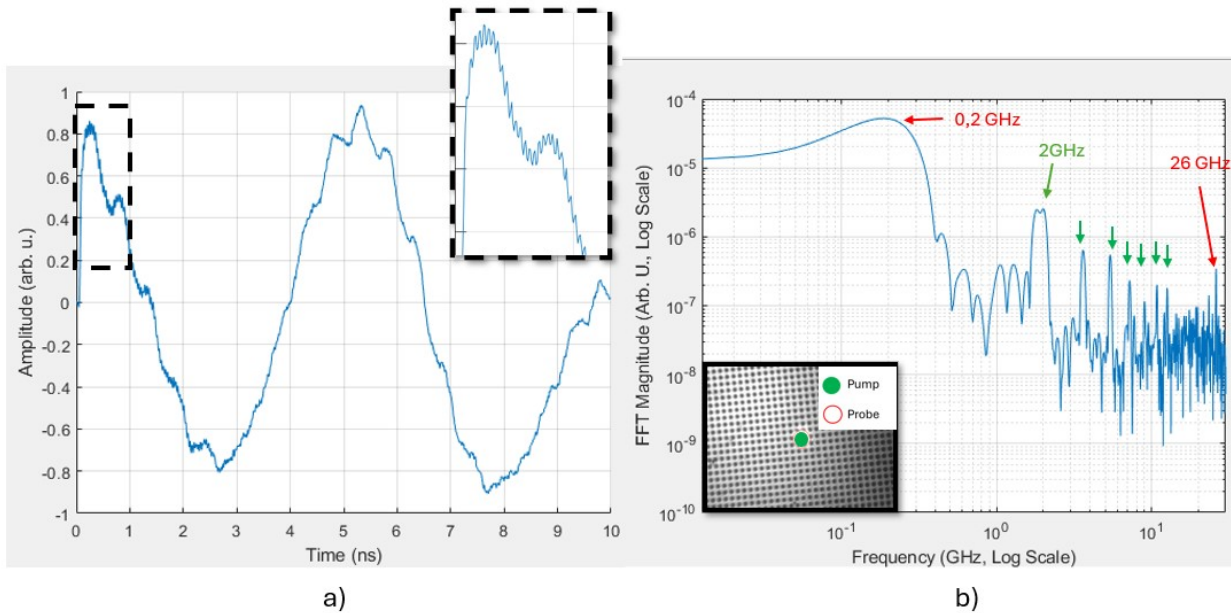 1
0.8
0.6
0.4
0.2
0
-0.2
-0.4
-0.6
-0.8
-1
Amplitude (arb. u.)
0 1 2 3 4 5 6 7 8 9 10
Time (ns)
a)
10-4
10-5
10-6
10-7
10-8
10-9
10-10
FFT Magnitude (Arb. U., Log Scale)
0,2 GHz
2GHz
26 GHz
Pump
Probe
10-1 100 101
Frequency (GHz, Log Scale)
b)